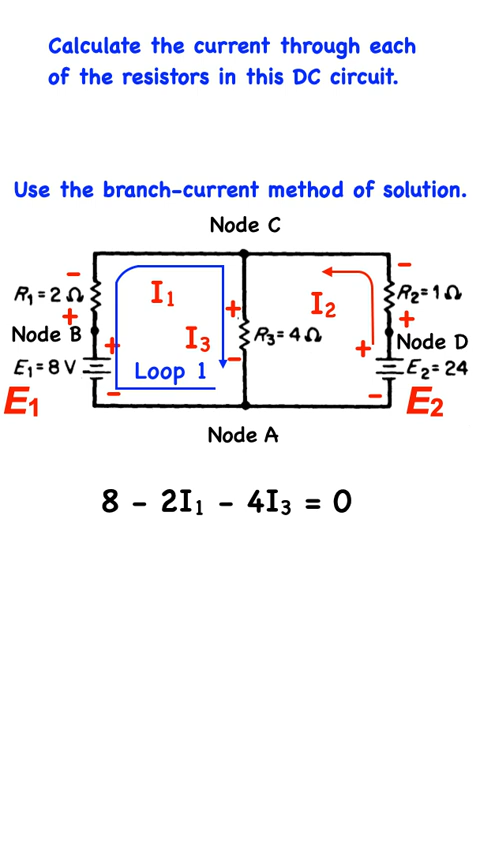 Calculate the current through each
of the resistors in this DC circuit.
Use the branch-current method of solution.
Node C
R₁ = 2 Ω
I₁
I₂
R₂= 1 Ω
Node B
I₃
R₃= 4 Ω
Node D
E₁= 8 V
Loop 1
E₂= 24
E₁
E₂
Node A
8 - 2I₁ - 4I₃ = 0